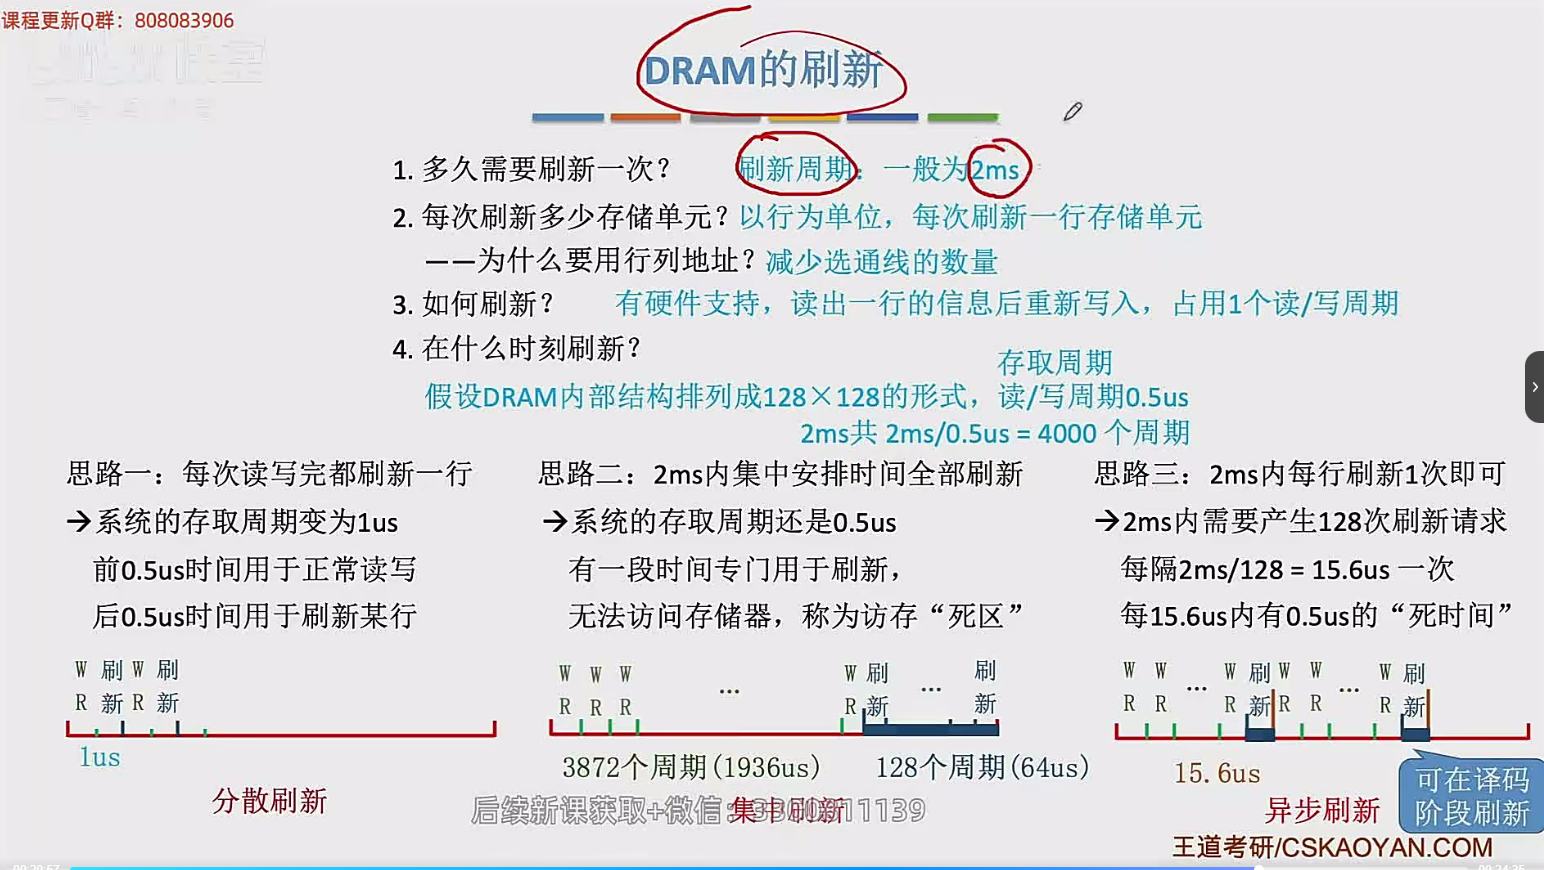 课程更新Q群：808083906
DRAM的刷新
1. 多久需要刷新一次？ 刷新周期：一般为2ms
2. 每次刷新多少存储单元？以行为单位，每次刷新一行存储单元
——为什么要用行列地址？减少选通线的数量
3. 如何刷新？ 有硬件支持，读出一行的信息后重新写入，占用1个读/写周期
4. 在什么时刻刷新？
存取周期
假设DRAM内部结构排列成128×128的形式，读/写周期0.5us
2ms共 2ms/0.5us = 4000 个周期
思路一：每次读写完都刷新一行
→系统的存取周期变为1us
前0.5us时间用于正常读写
后0.5us时间用于刷新某行
W 刷 W 刷
R 新 R 新
1us
分散刷新
思路二：2ms内集中安排时间全部刷新
→系统的存取周期还是0.5us
有一段时间专门用于刷新，
无法访问存储器，称为访存“死区”
W W W ... W 刷 ... 刷
R R R R 新 新
3872个周期(1936us) 128个周期(64us)
集中刷新
思路三：2ms内每行刷新1次即可
→2ms内需要产生128次刷新请求
每隔2ms/128 = 15.6us 一次
每15.6us内有0.5us的“死时间”
W W ... W 刷 W W ... W 刷
R R R 新 R R R 新
15.6us
异步刷新
可在译码
阶段刷新
王道考研/CSKAOYAN.COM